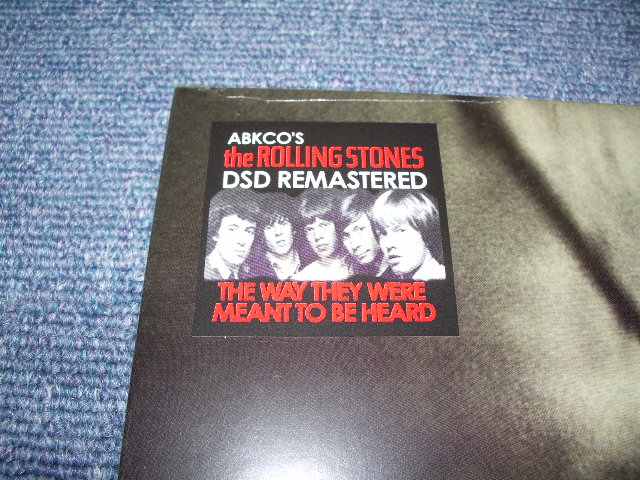 ABKCO'S
the ROLLING STONES
DSD REMASTERED
THE WAY THEY WERE
MEANT TO BE HEARD